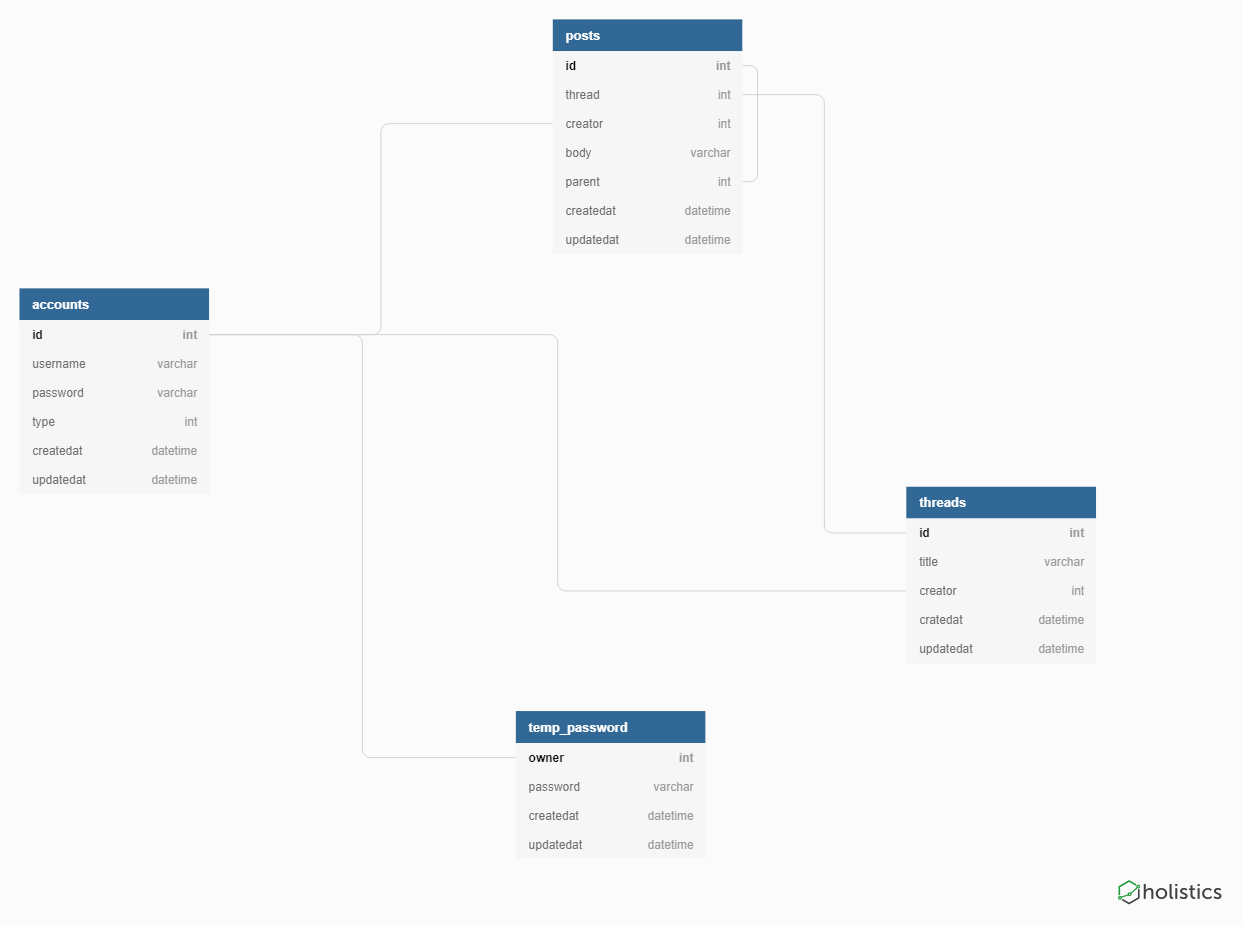 posts
id int
thread int
creator int
body varchar
parent int
createdat datetime
updatedat datetime
accounts
id int
username varchar
password varchar
type int
createdat datetime
updatedat datetime
threads
id int
title varchar
creator int
cratedat datetime
updatedat datetime
temp_password
owner int
password varchar
createdat datetime
updatedat datetime
holistics